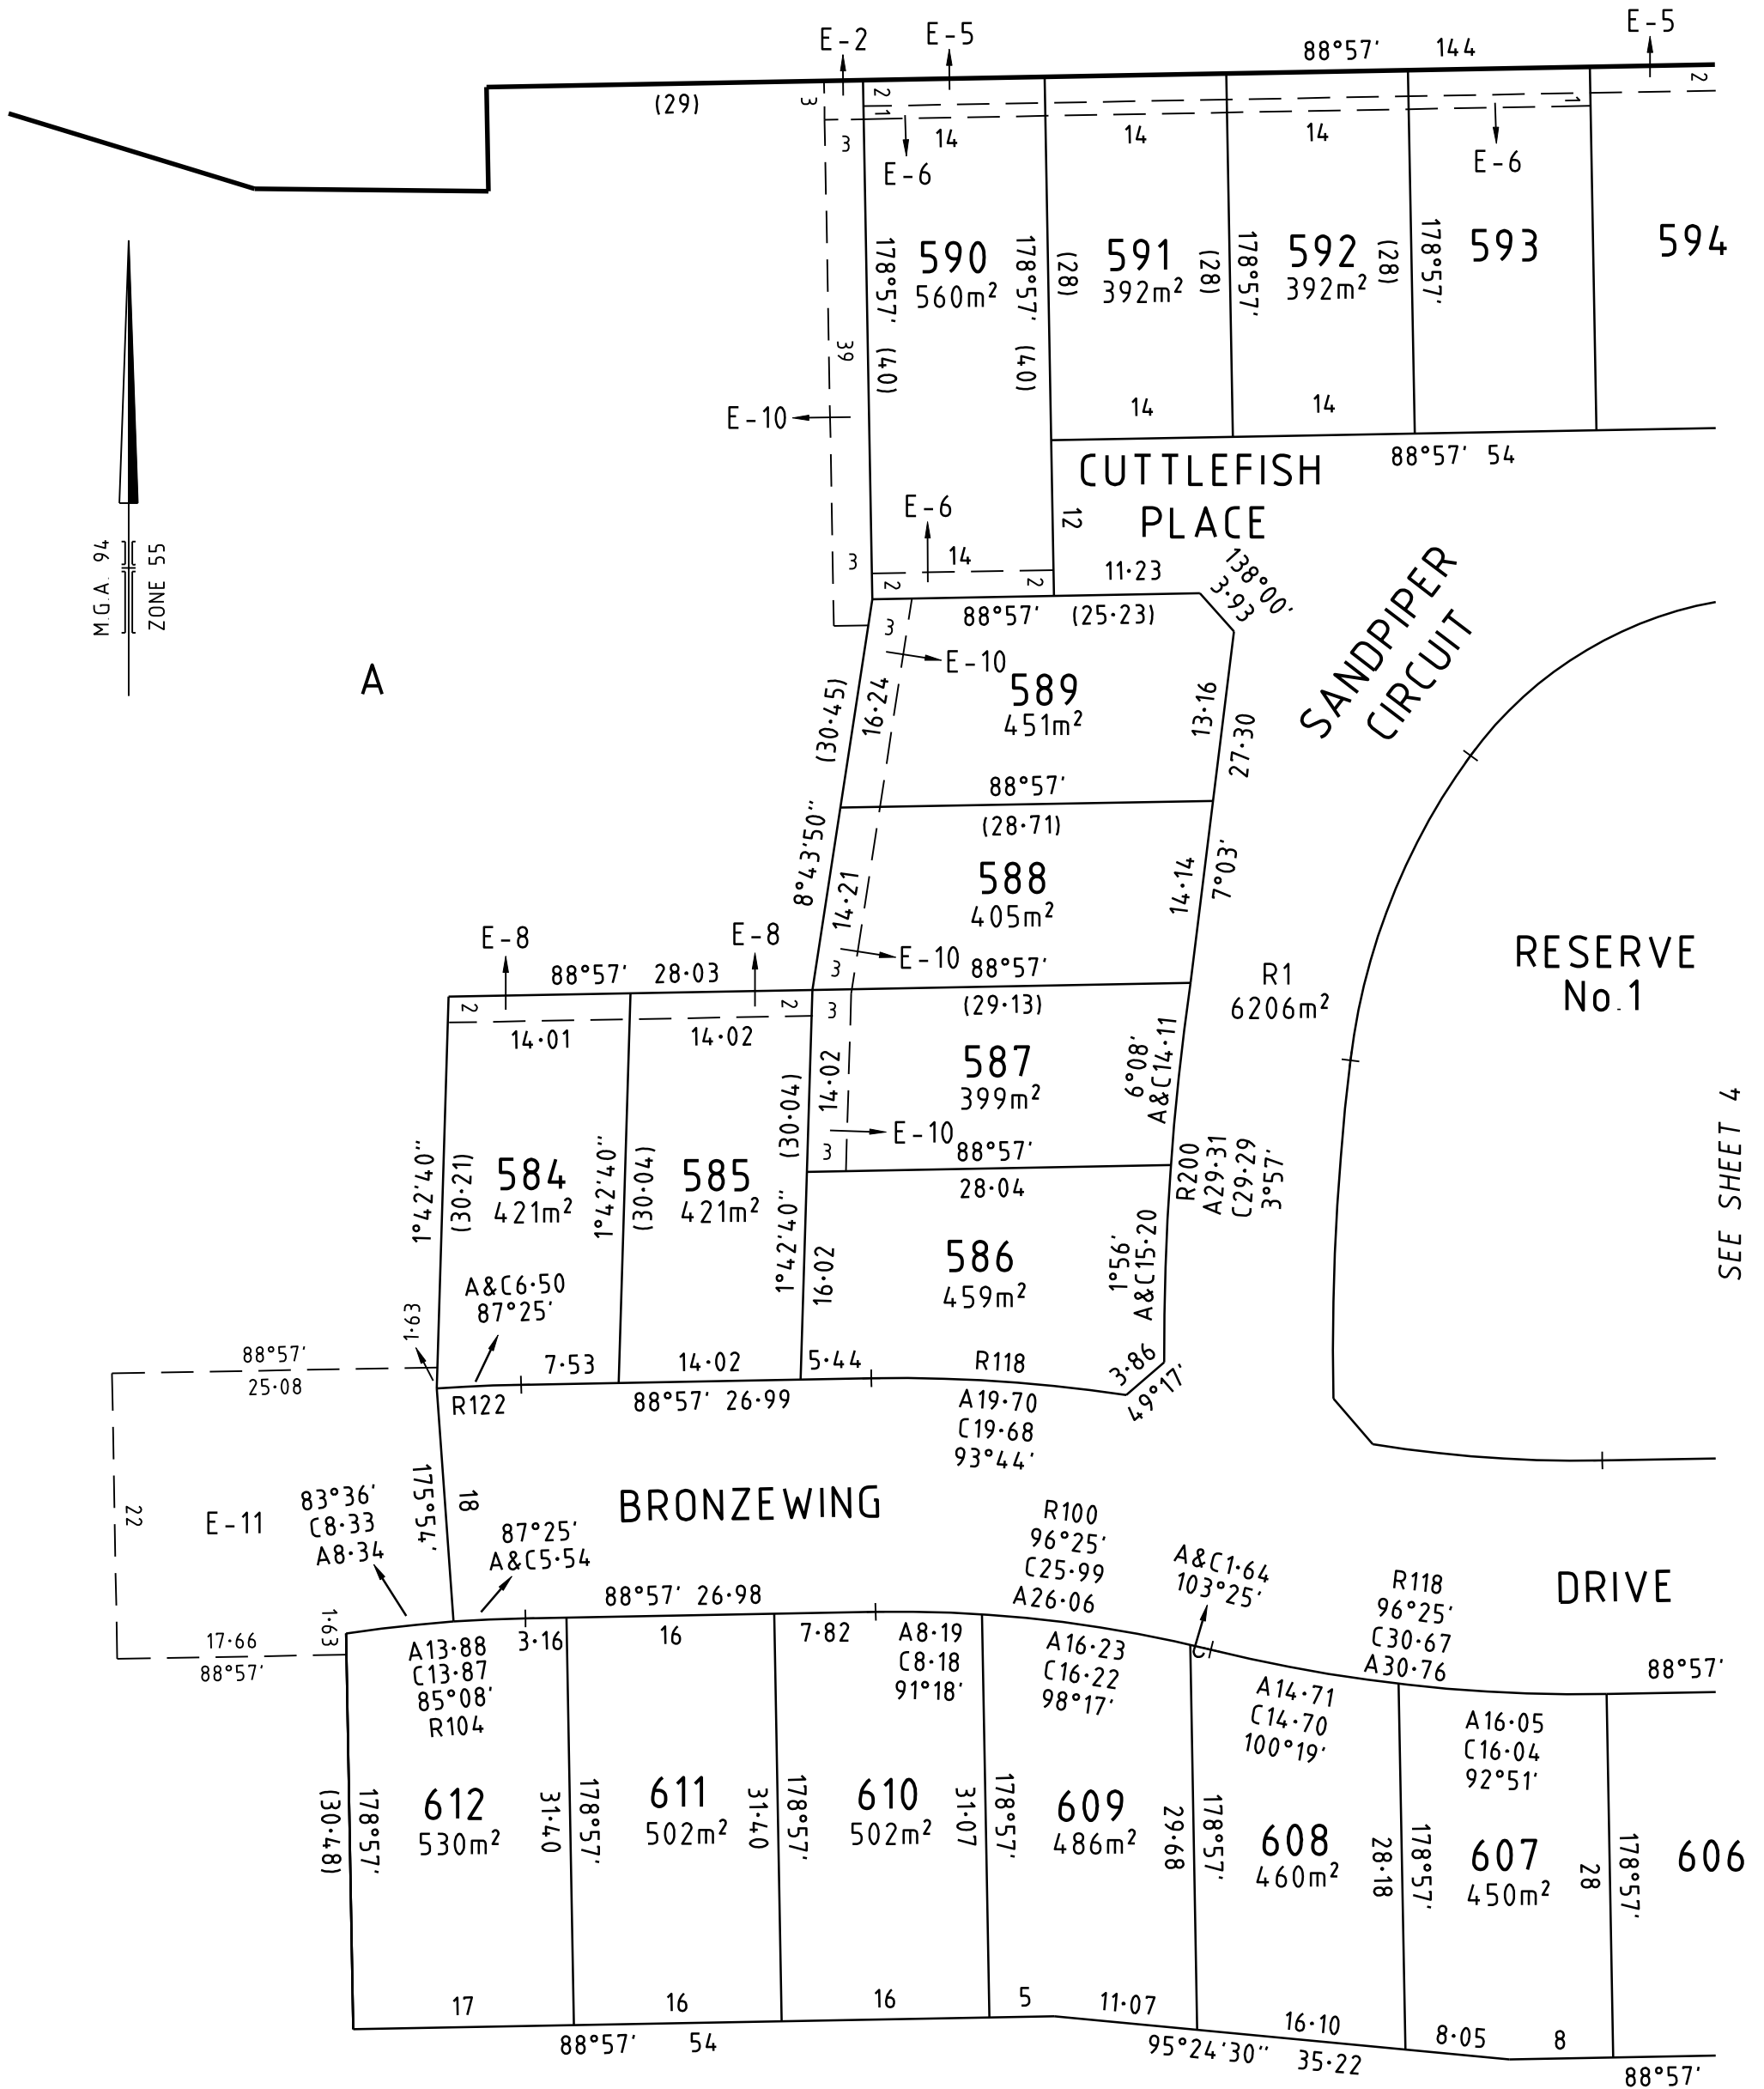 E-2
E-5
88°57' 144
E-5
(29)
3
2
1
2
1
3
14
14
14
E-6
E-6
590
560m²
591
392m²
592
392m²
593
594
178°57' (40)
178°57' (40)
(28)
(28)
178°57'
(28)
178°57'
39
E-10
14
14
88°57' 54
CUTTLEFISH
PLACE
E-6
14
12
3
2
2
11·23
138°00'
3·93
88°57' (25·23)
M.G.A. 94
ZONE 55
A
SANDPIPER
CIRCUIT
3
E-10
589
451m²
(30·45)
16·24
13·16
27·30
88°57'
(28·71)
8°43'50"
14·21
588
405m²
14·14
7°03'
3
E-10
88°57'
(29·13)
R1
6206m²
RESERVE
No.1
E-8
E-8
88°57' 28·03
2
2
14·01
14·02
3
14·02
(30·04)
587
399m²
6°08'
A&C14·11
3
E-10
88°57'
28·04
SEE SHEET 4
1°42'40"
(30·21)
584
421m²
1°42'40"
(30·04)
585
421m²
1°42'40"
16·02
586
459m²
1°56'
A&C15·20
R200
A29·31
C29·29
3°57'
A&C6·50
87°25'
1·63
7·53
14·02
5·44
R118
3·86
49°17'
88°57'
25·08
R122
88°57' 26·99
A19·70
C19·68
93°44'
22
E-11
83°36'
C8·33
A8·34
175°54'
18
87°25'
A&C5·54
BRONZEWING
DRIVE
88°57' 26·98
R100
96°25'
C25·99
A26·06
A&C1·64
103°25'
R118
96°25'
C30·67
A30·76
88°57'
1·63
17·66
88°57'
A13·88
C13·87
85°08'
R104
3·16
16
7·82
A8·19
C8·18
91°18'
A16·23
C16·22
98°17'
A14·71
C14·70
100°19'
A16·05
C16·04
92°51'
(30·48)
178°57'
612
530m²
31·40
178°57'
611
502m²
31·40
178°57'
610
502m²
31·07
178°57'
609
486m²
29·68
178°57'
608
460m²
28·18
178°57'
607
450m²
28
178°57'
606
17
16
16
5
11·07
16·10
8·05
8
88°57' 54
95°24'30" 35·22
88°57'